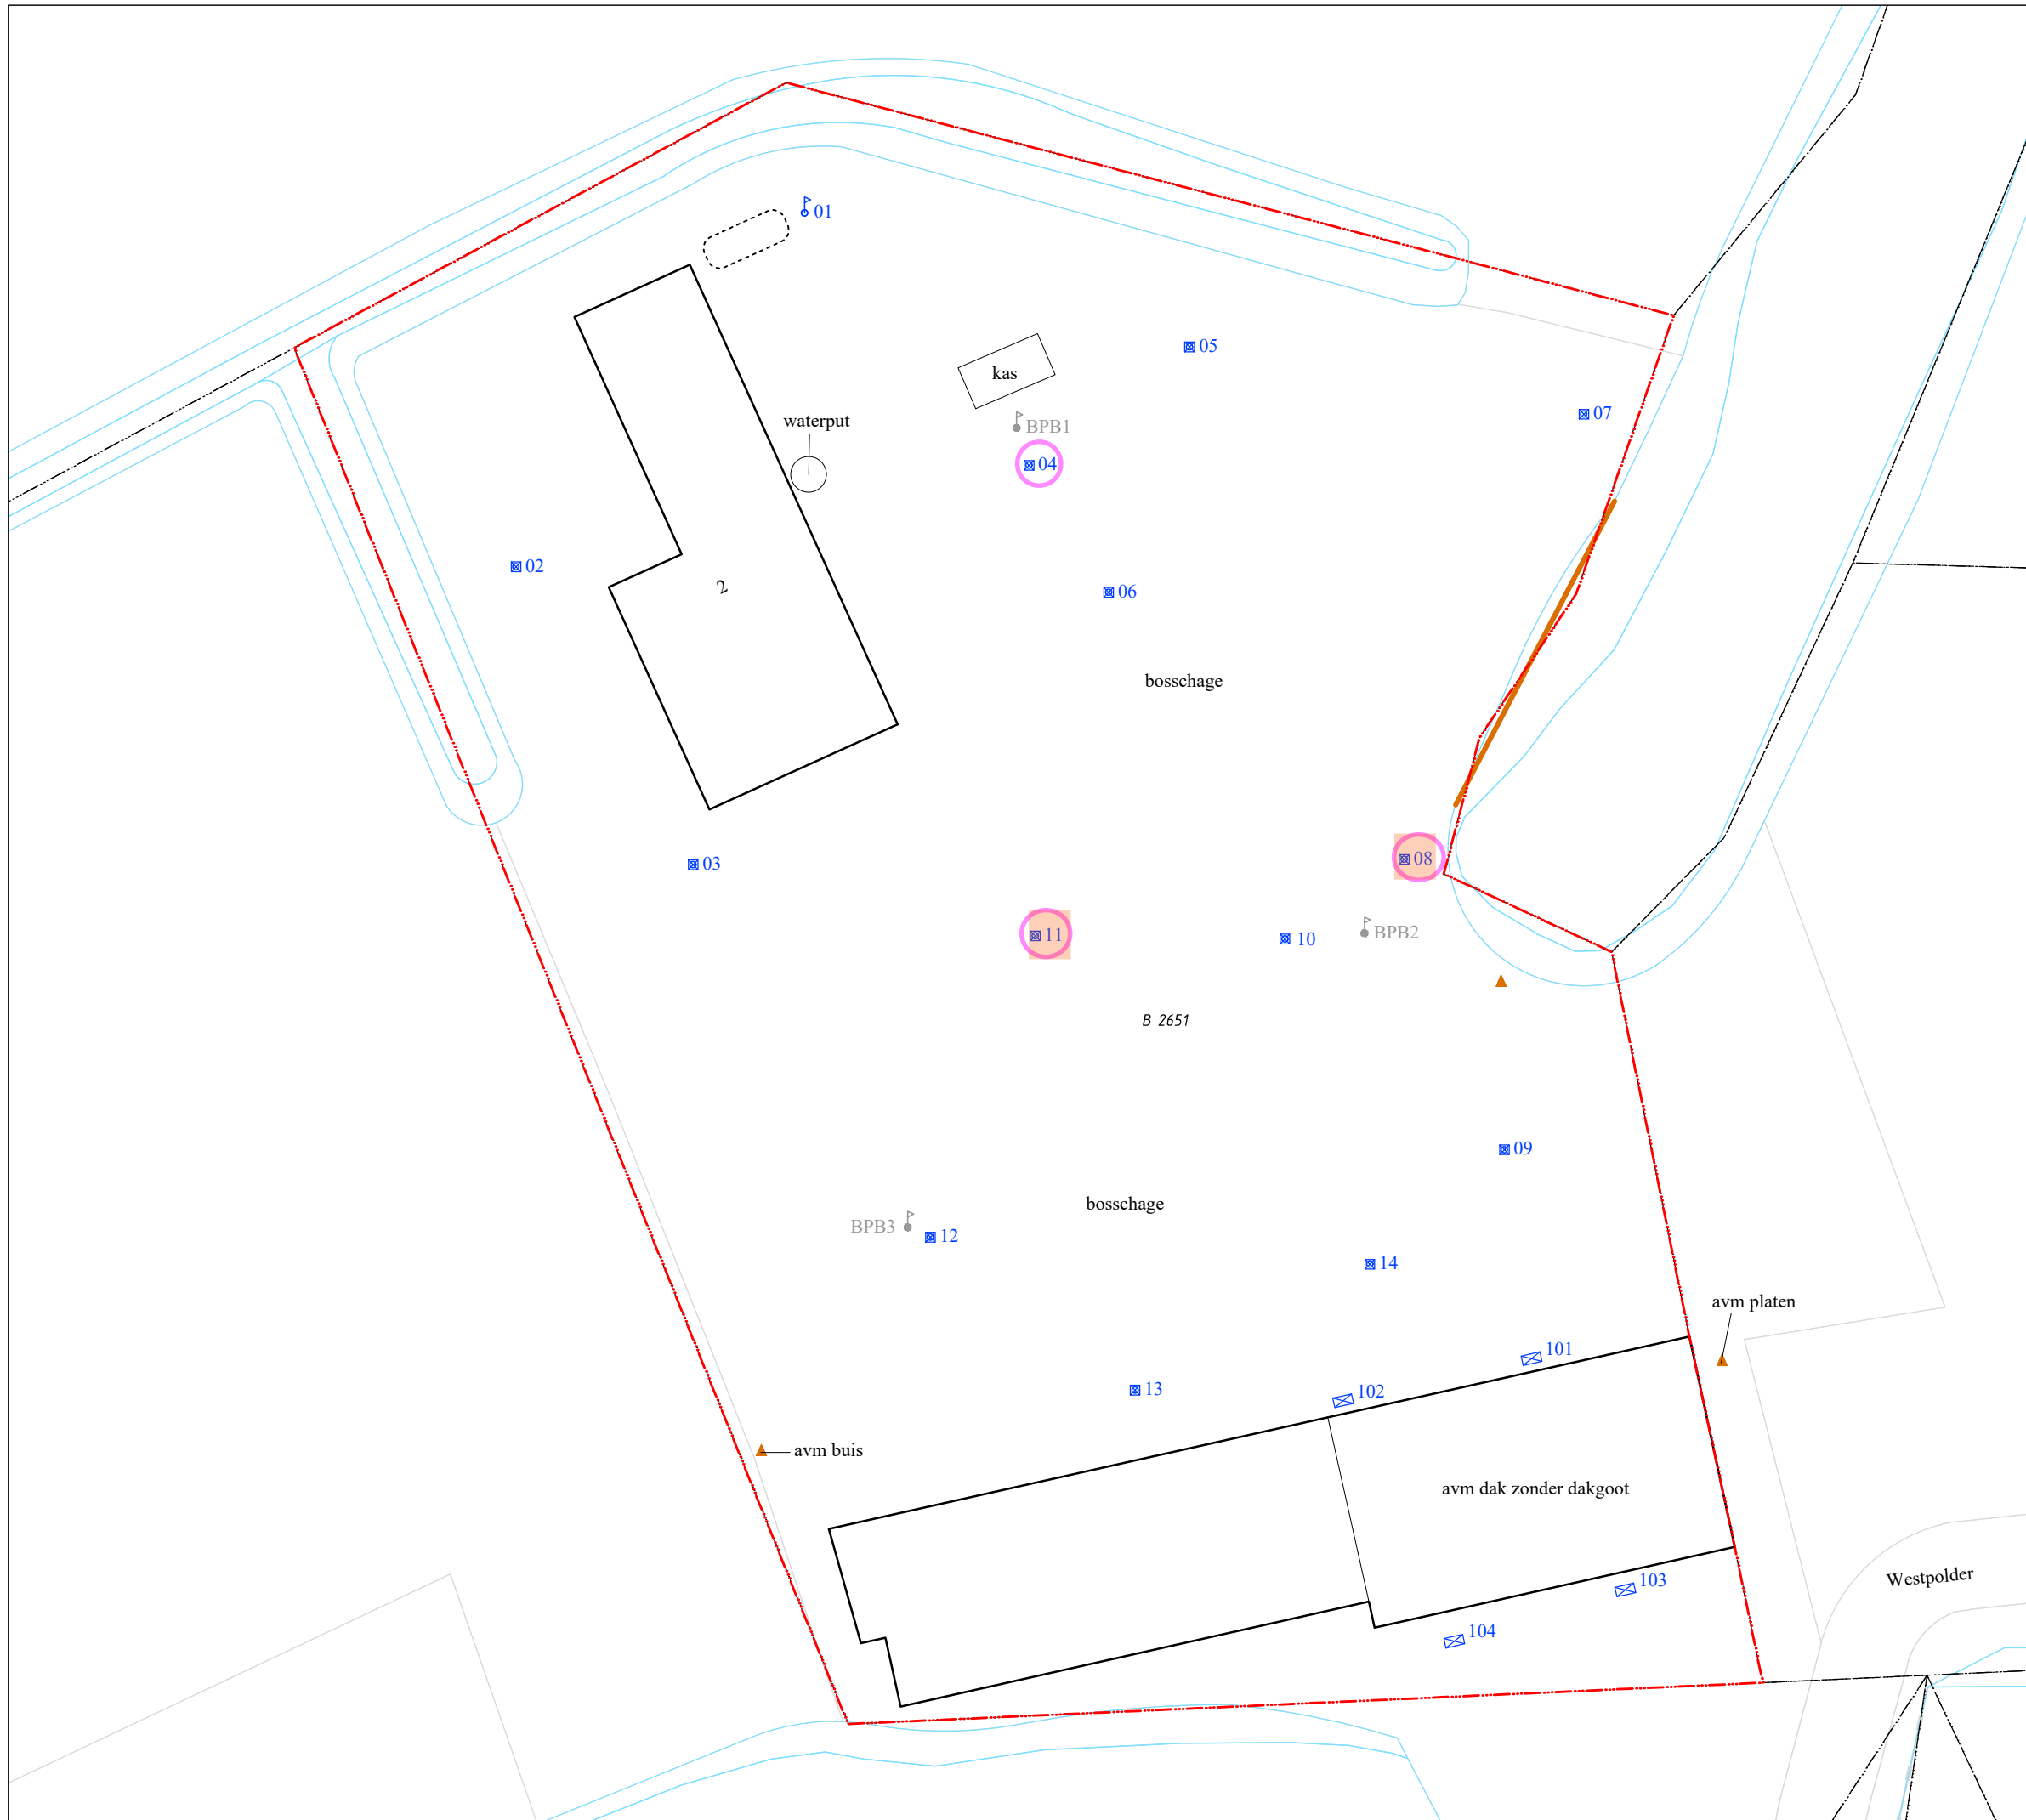 01
05
kas
07
waterput
BPB1
04
02
2
06
bosschage
03
08
11
10
BPB2
B 2651
09
bosschage
BPB3
12
14
avm platen
101
13
102
avm buis
avm dak zonder dakgoot
Westpolder
103
104